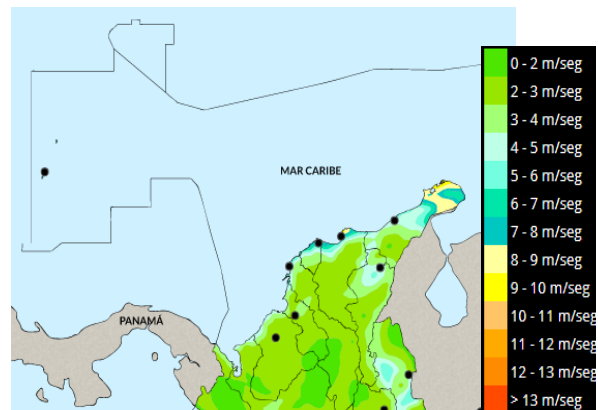 MAR CARIBE
PANAMÁ
0 - 2 m/seg
2 - 3 m/seg
3 - 4 m/seg
4 - 5 m/seg
5 - 6 m/seg
6 - 7 m/seg
7 - 8 m/seg
8 - 9 m/seg
9 - 10 m/seg
10 - 11 m/seg
11 - 12 m/seg
12 - 13 m/seg
> 13 m/seg